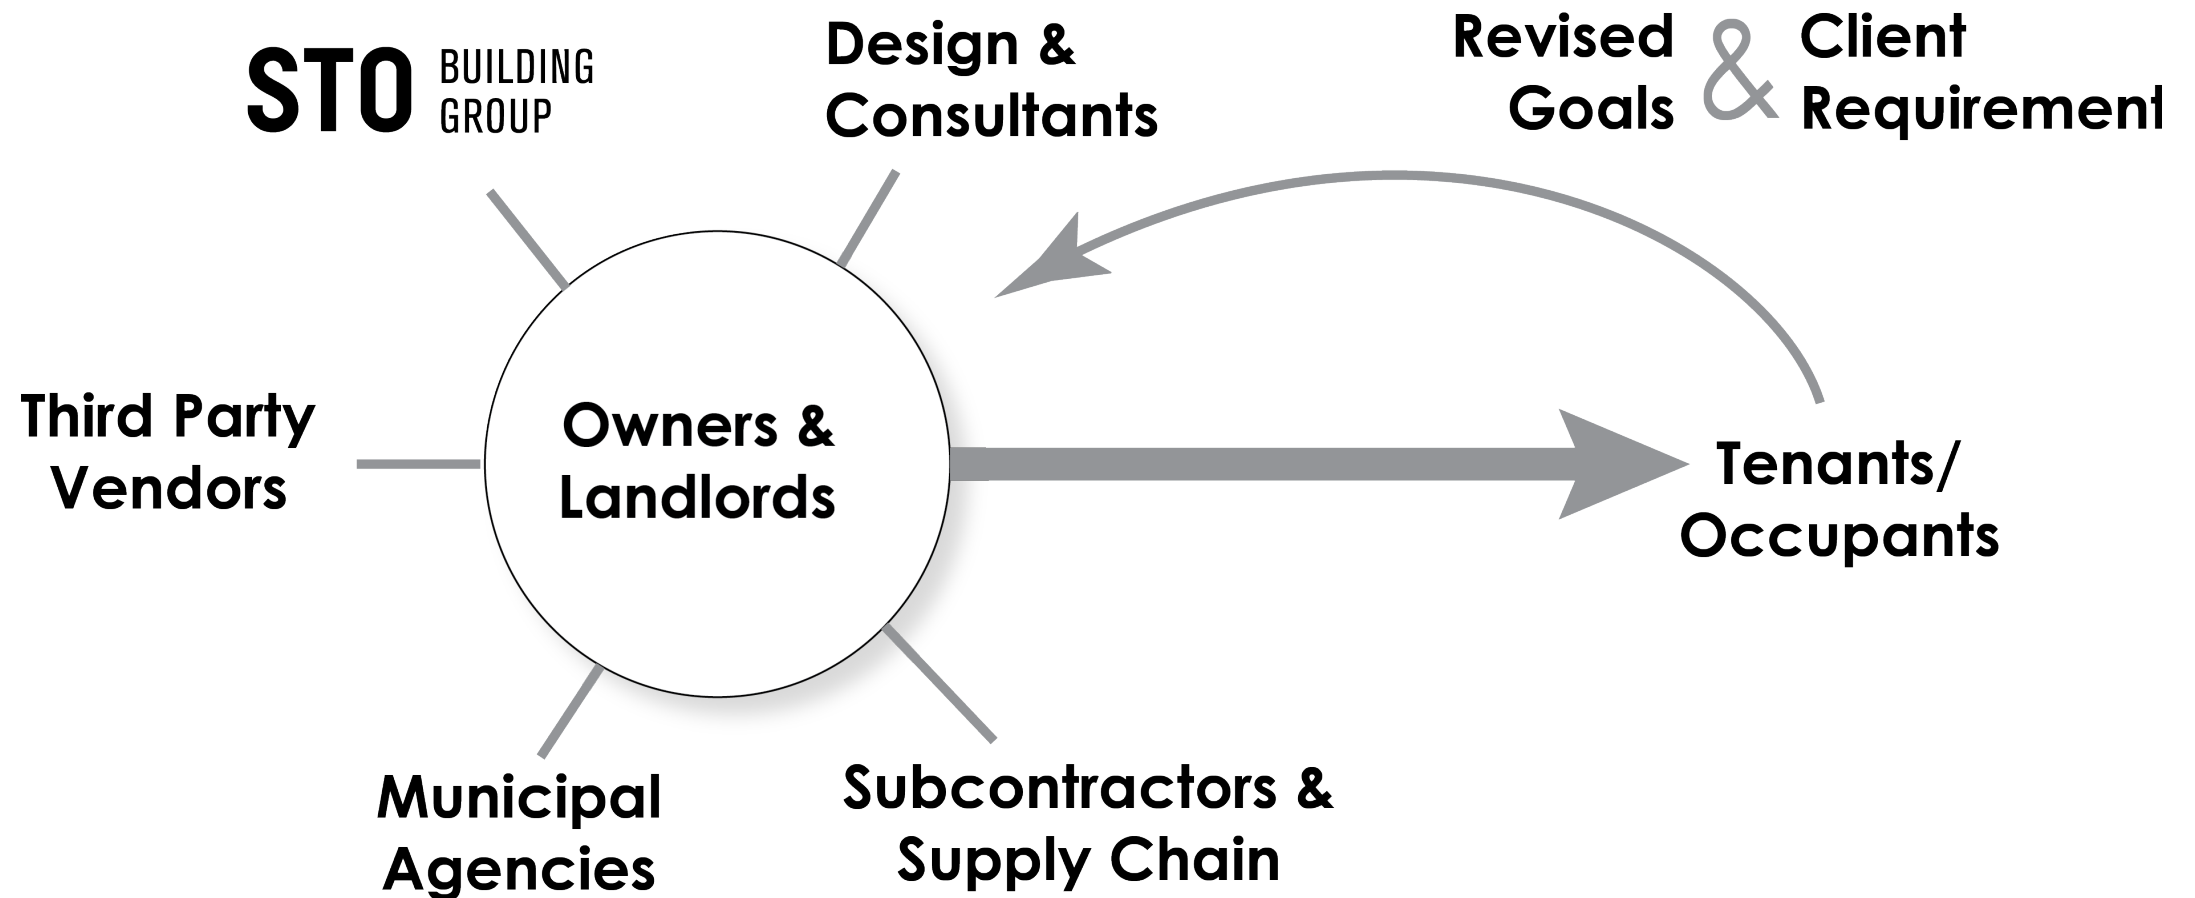 STO BUILDING
GROUP
Design &
Consultants
Revised & Client
Goals Requirement
Third Party
Vendors
Owners &
Landlords
Tenants/
Occupants
Municipal
Agencies
Subcontractors &
Supply Chain